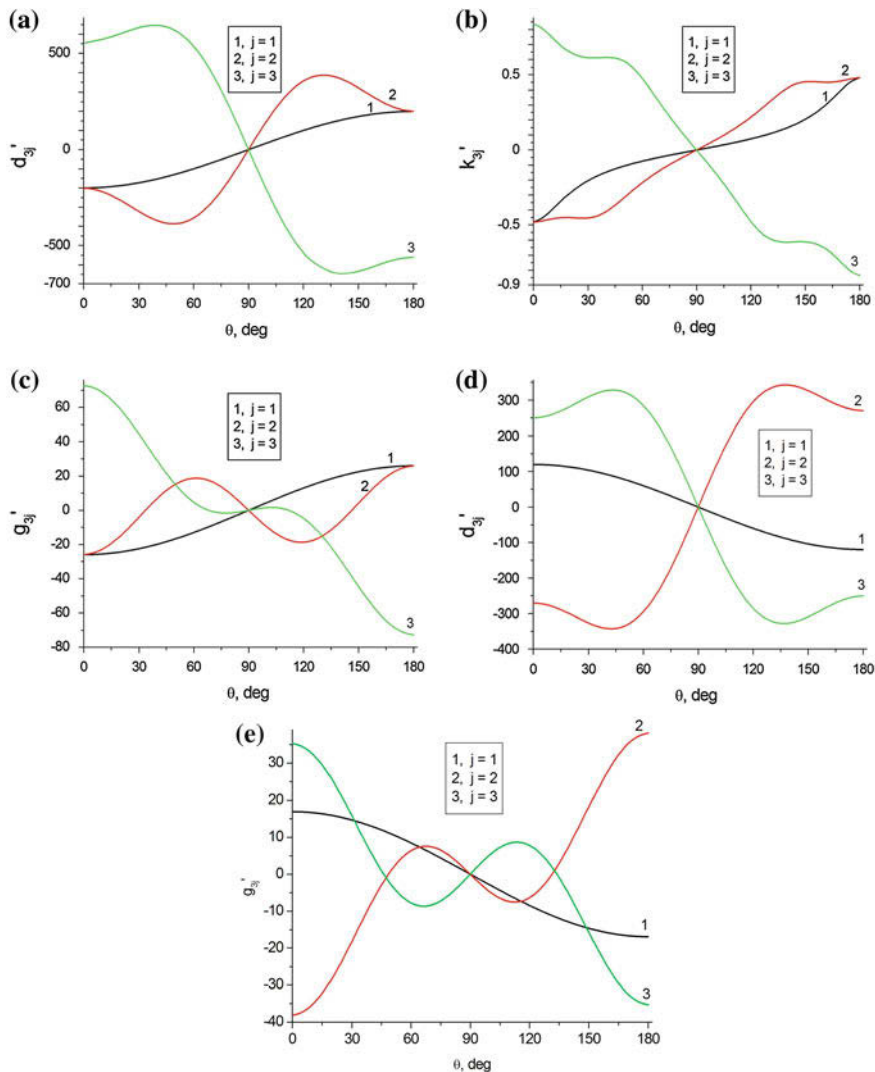 (a)
500
0
-500
-700
d3j'
1, j = 1
2, j = 2
3, j = 3
1
2
3
0 30 60 90 120 150 180
θ, deg
(b)
0.5
0
-0.5
-0.9
k3j'
1, j = 1
2, j = 2
3, j = 3
1
2
3
0 30 60 90 120 150 180
θ, deg
(c)
60
40
20
0
-20
-40
-60
-80
g3j'
1, j = 1
2, j = 2
3, j = 3
1
2
3
0 30 60 90 120 150 180
θ, deg
(d)
300
200
100
0
-100
-200
-300
-400
d3j'
1, j = 1
2, j = 2
3, j = 3
2
1
3
0 30 60 90 120 150 180
θ, deg
(e)
30
20
10
0
-10
-20
-30
-40
g3j'
1, j = 1
2, j = 2
3, j = 3
2
1
3
0 30 60 90 120 150 180
θ, deg